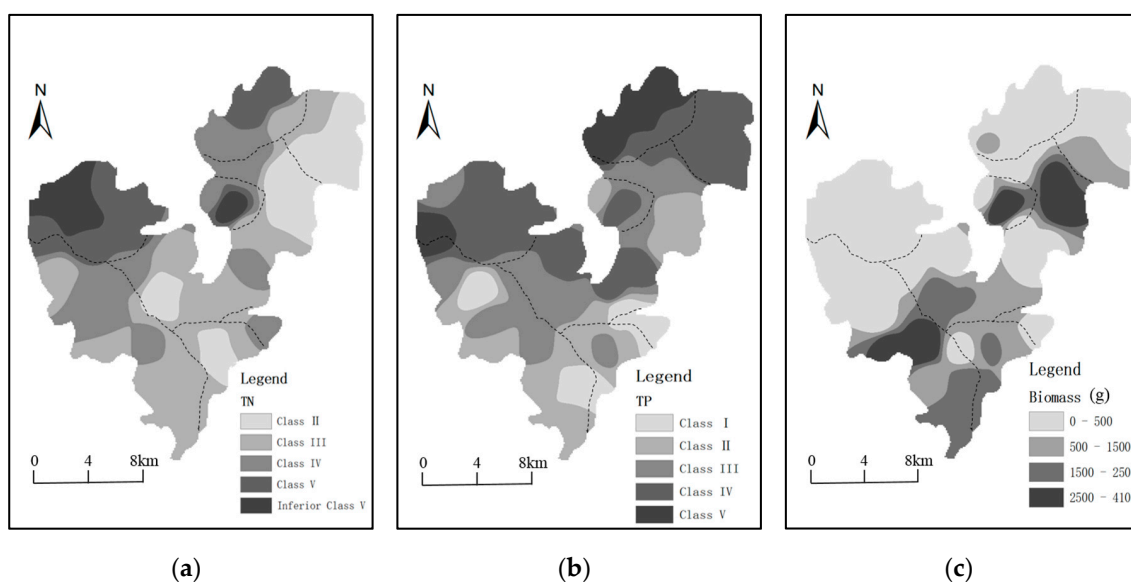 N
Legend
TN
Class II
Class III
Class IV
Class V
Inferior Class V
0 4 8km
(a)
N
Legend
TP
Class I
Class II
Class III
Class IV
Class V
0 4 8km
(b)
N
Legend
Biomass (g)
0 - 500
500 - 1500
1500 - 250
2500 - 410
0 4 8km
(c)